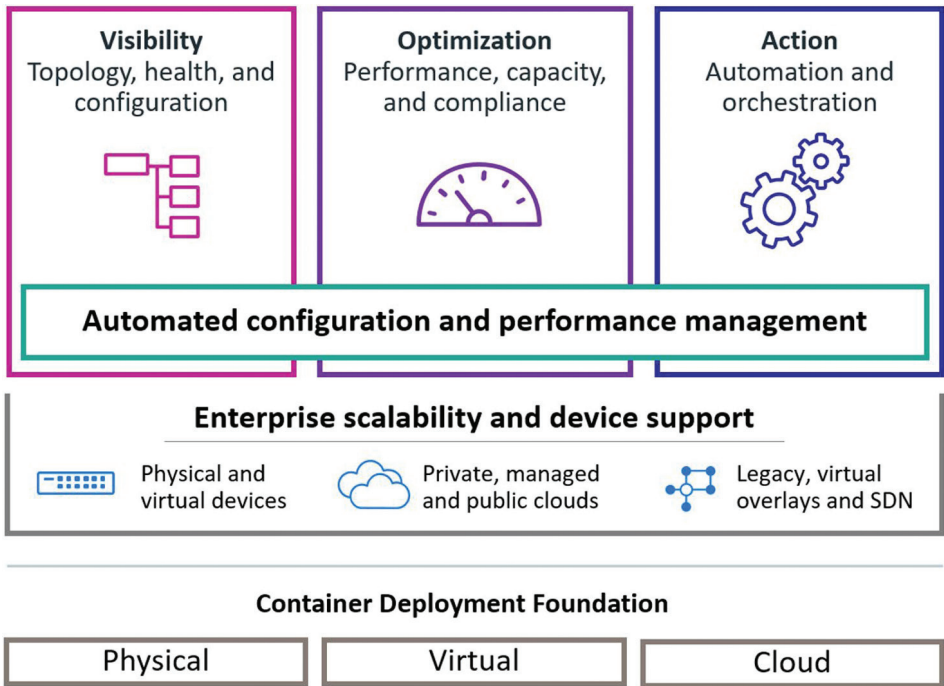 Visibility
Topology, health, and
configuration
Optimization
Performance, capacity,
and compliance
Action
Automation and
orchestration
Automated configuration and performance management
Enterprise scalability and device support
Physical and
virtual devices
Private, managed
and public clouds
Legacy, virtual
overlays and SDN
Container Deployment Foundation
Physical
Virtual
Cloud